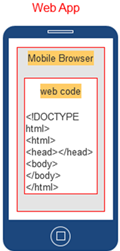 Web App
Mobile Browser
web code
<!DOCTYPE
html>
<html>
<head></head>
<body>
</body>
</html>